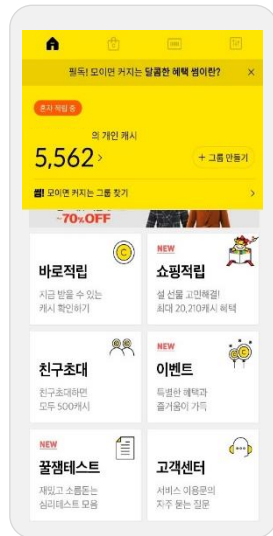 필독! 모이면 커지는 달콤한 혜택 썸이란? ×
혼자 적립 중
의 개인 캐시
5,562 >
+ 그룹 만들기
썸! 모이면 커지는 그룹 찾기 >
~70%OFF
바로적립
지금 받을 수 있는
캐시 확인하기
NEW
쇼핑적립
설 선물 고민해결!
최대 20,210캐시 혜택
친구초대
친구초대하면
모두 500캐시
NEW
이벤트
특별한 혜택과
즐거움이 가득
NEW
꿀잼테스트
재밌고 소름돋는
심리테스트 모음
고객센터
서비스 이용문의
자주 묻는 질문